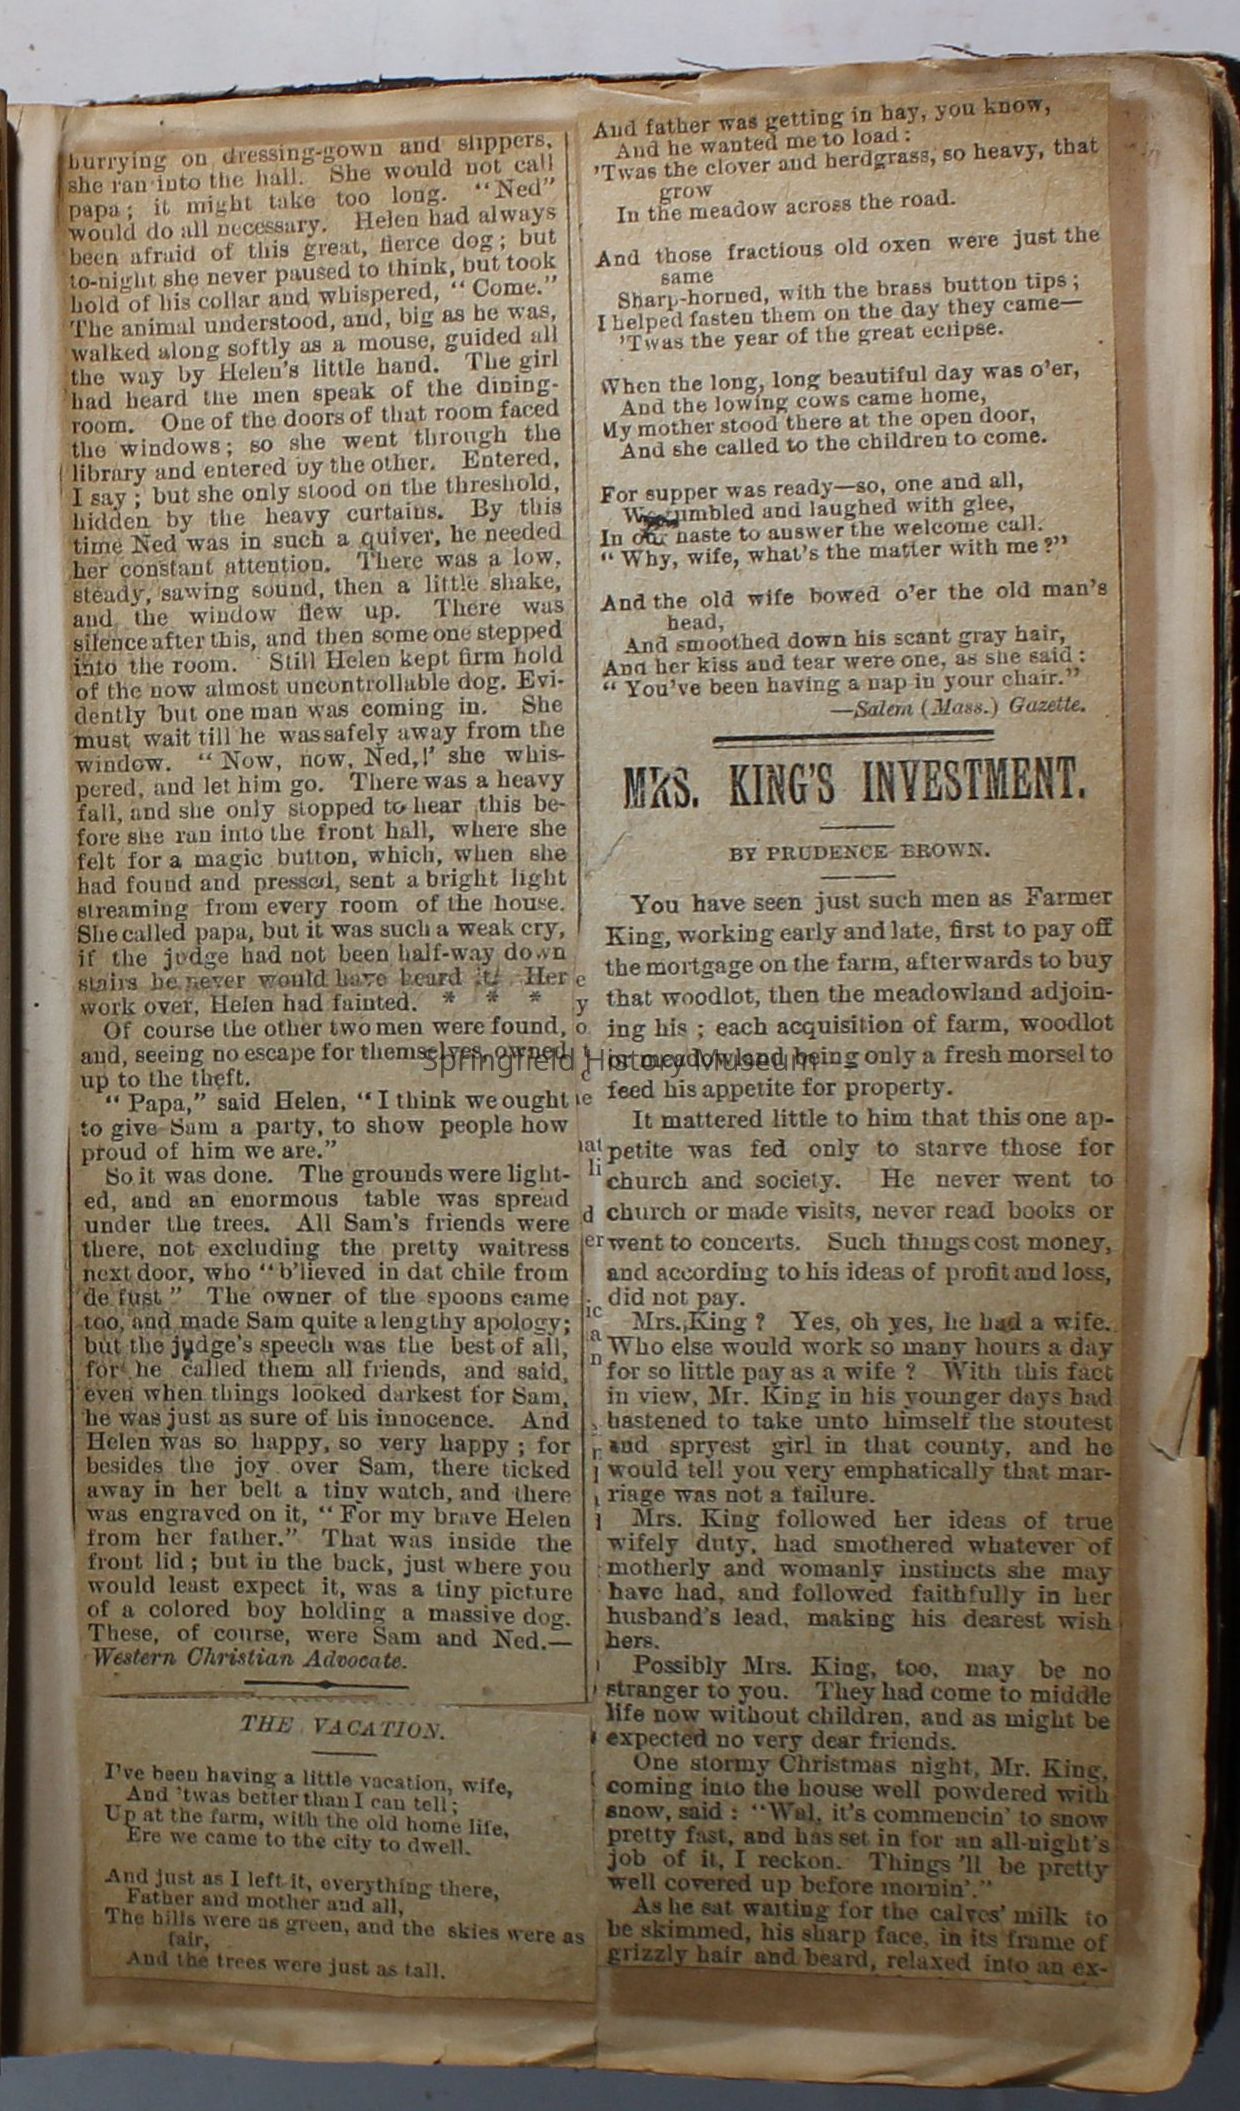 hurrying on dressing-gown and slippers,
she ran into the hall. She would not call
papa; it might take too long. "Ned"
would do all necessary. Helen had always
been afraid of this great, fierce dog; but
to-night she never paused to think, but took
hold of his collar and whispered, "Come."
The animal understood, and, big as he was,
walked along softly as a mouse, guided all
the way by Helen's little hand. The girl
had heard the men speak of the dining-
room. One of the doors of that room faced
the windows; so she went through the
library and entered by the other. Entered,
I say; but she only stood on the threshold,
hidden by the heavy curtains. By this
time Ned was in such a quiver, he needed
her constant attention. There was a low,
steady, sawing sound, then a little shake,
and the window flew up. There was
silence after this, and then some one stepped
into the room. Still Helen kept firm hold
of the now almost uncontrollable dog. Evi-
dently but one man was coming in. She
must wait till he was safely away from the
window. "Now, now, Ned,!" she whis-
pered, and let him go. There was a heavy
fall, and she only stopped to hear this be-
fore she ran into the front hall, where she
felt for a magic button, which, when she
had found and pressed, sent a bright light
streaming from every room of the house.
She called papa, but it was such a weak cry,
if the judge had not been half-way down
stairs he never would have heard it! Her
work over, Helen had fainted. * * *
Of course the other two men were found,
and, seeing no escape for themselves, owned
up to the theft.
"Papa," said Helen, "I think we ought
to give Sam a party, to show people how
proud of him we are."
So it was done. The grounds were light-
ed, and an enormous table was spread
under the trees. All Sam's friends were
there, not excluding the pretty waitress
next door, who "b'lieved in dat chile from
de fust" The owner of the spoons came
too, and made Sam quite a lengthy apology;
but the judge's speech was the best of all,
for he called them all friends, and said,
even when things looked darkest for Sam,
he was just as sure of his innocence. And
Helen was so happy, so very happy; for
besides the joy over Sam, there ticked
away in her belt a tiny watch, and there
was engraved on it, "For my brave Helen
from her father." That was inside the
front lid; but in the back, just where you
would least expect it, was a tiny picture
of a colored boy holding a massive dog.
These, of course, were Sam and Ned.—
Western Christian Advocate.
THE VACATION.
I've been having a little vacation, wife,
And 'twas better than I can tell;
Up at the farm, with the old home life,
Ere we came to the city to dwell.
And just as I left it, everything there,
Father and mother and all,
The hills were as green, and the skies were as
fair,
And the trees were just as tall.
And father was getting in hay, you know,
And he wanted me to load:
'Twas the clover and herdgrass, so heavy, that
grow
In the meadow across the road.
And those fractious old oxen were just the
same
Sharp-horned, with the brass button tips;
I helped fasten them on the day they came—
'Twas the year of the great eclipse.
When the long, long beautiful day was o'er,
And the lowing cows came home,
My mother stood there at the open door,
And she called to the children to come.
For supper was ready—so, one and all,
We tumbled and laughed with glee,
In our haste to answer the welcome call.
"Why, wife, what's the matter with me?"
And the old wife bowed o'er the old man's
head,
And smoothed down his scant gray hair,
And her kiss and tear were one, as she said:
"You've been having a nap in your chair."
—Salem (Mass.) Gazette.
MRS. KING'S INVESTMENT.
BY PRUDENCE BROWN.
You have seen just such men as Farmer
King, working early and late, first to pay off
the mortgage on the farm, afterwards to buy
that woodlot, then the meadowland adjoin-
ing his; each acquisition of farm, woodlot
or meadowland being only a fresh morsel to
feed his appetite for property.
It mattered little to him that this one ap-
petite was fed only to starve those for
church and society. He never went to
church or made visits, never read books or
went to concerts. Such things cost money,
and according to his ideas of profit and loss,
did not pay.
Mrs. King? Yes, oh yes, he had a wife.
Who else would work so many hours a day
for so little pay as a wife? With this fact
in view, Mr. King in his younger days had
hastened to take unto himself the stoutest
and spryest girl in that county, and he
would tell you very emphatically that mar-
riage was not a failure.
Mrs. King followed her ideas of true
wifely duty, had smothered whatever of
motherly and womanly instincts she may
have had, and followed faithfully in her
husband's lead, making his dearest wish
hers.
Possibly Mrs. King, too, may be no
stranger to you. They had come to middle
life now without children, and as might be
expected no very dear friends.
One stormy Christmas night, Mr. King,
coming into the house well powdered with
snow, said: "Wal, it's commencin' to snow
pretty fast, and has set in for an all-night's
job of it, I reckon. Things 'll be pretty
well covered up before mornin'."
As he sat waiting for the calves' milk to
be skimmed, his sharp face, in its frame of
grizzly hair and beard, relaxed into an ex-
Springfield History Museum